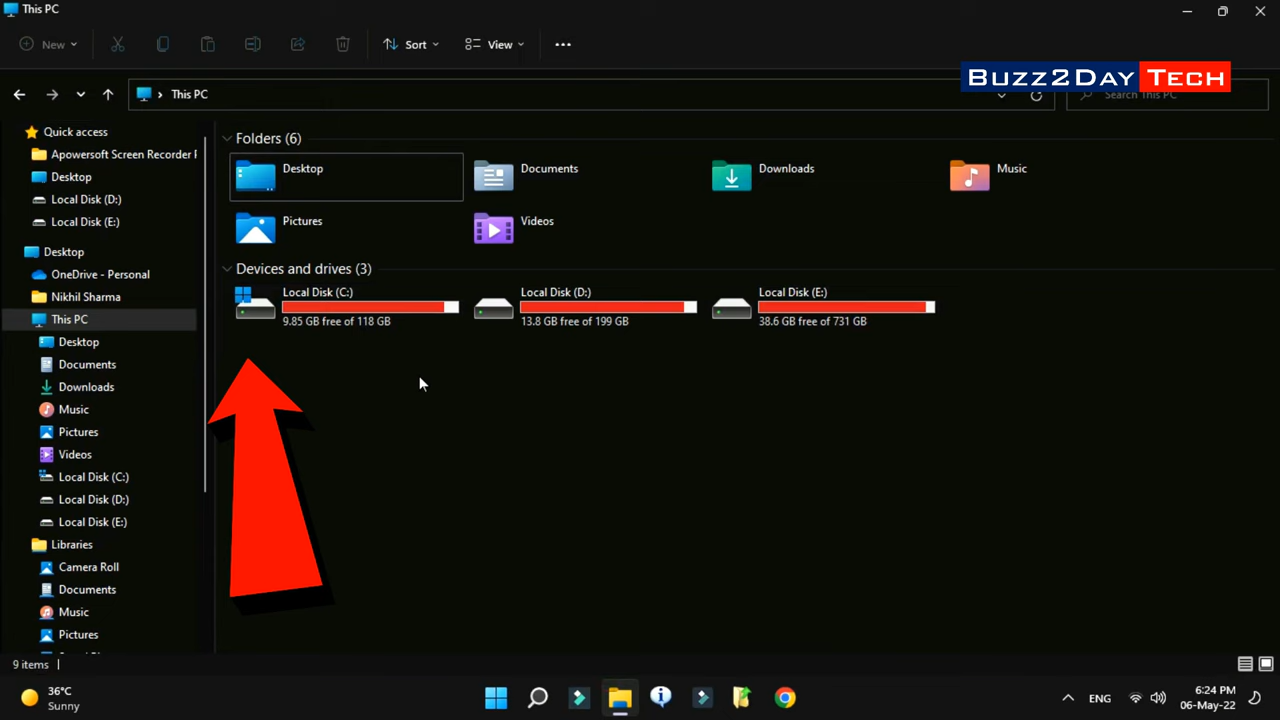 This PC
New
Sort
View
BUZZ2DAY TECH
This PC
Search This PC
Quick access
Apowersoft Screen Recorder
Desktop
Local Disk (D:)
Local Disk (E:)
Desktop
OneDrive - Personal
Nikhil Sharma
This PC
Desktop
Documents
Downloads
Music
Pictures
Videos
Local Disk (C:)
Local Disk (D:)
Local Disk (E:)
Libraries
Camera Roll
Documents
Music
Pictures
Folders (6)
Desktop
Documents
Downloads
Music
Pictures
Videos
Devices and drives (3)
Local Disk (C:)
9.85 GB free of 118 GB
Local Disk (D:)
13.8 GB free of 199 GB
Local Disk (E:)
38.6 GB free of 731 GB
9 items
36°C
Sunny
ENG
6:24 PM
06-May-22